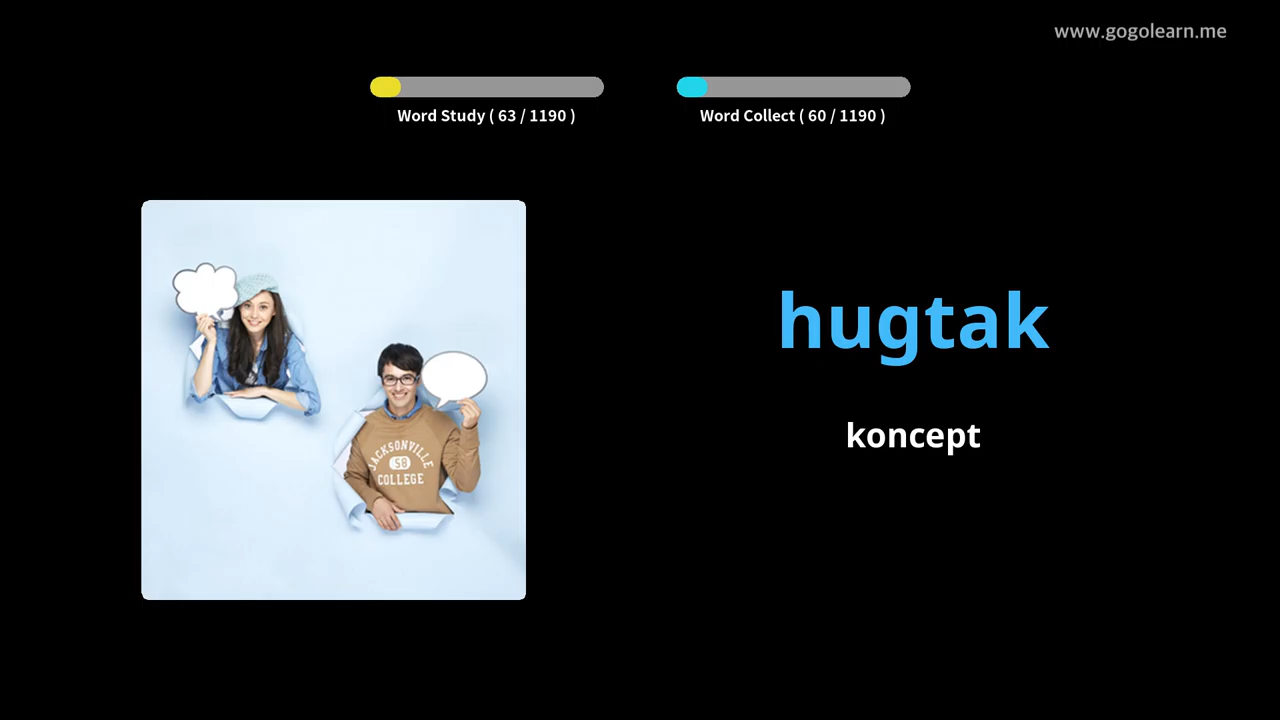 www.gogolearn.me
Word Study ( 63 / 1190 )
Word Collect ( 60 / 1190 )
hugtak
koncept
JACKSONVILLE
58
COLLEGE